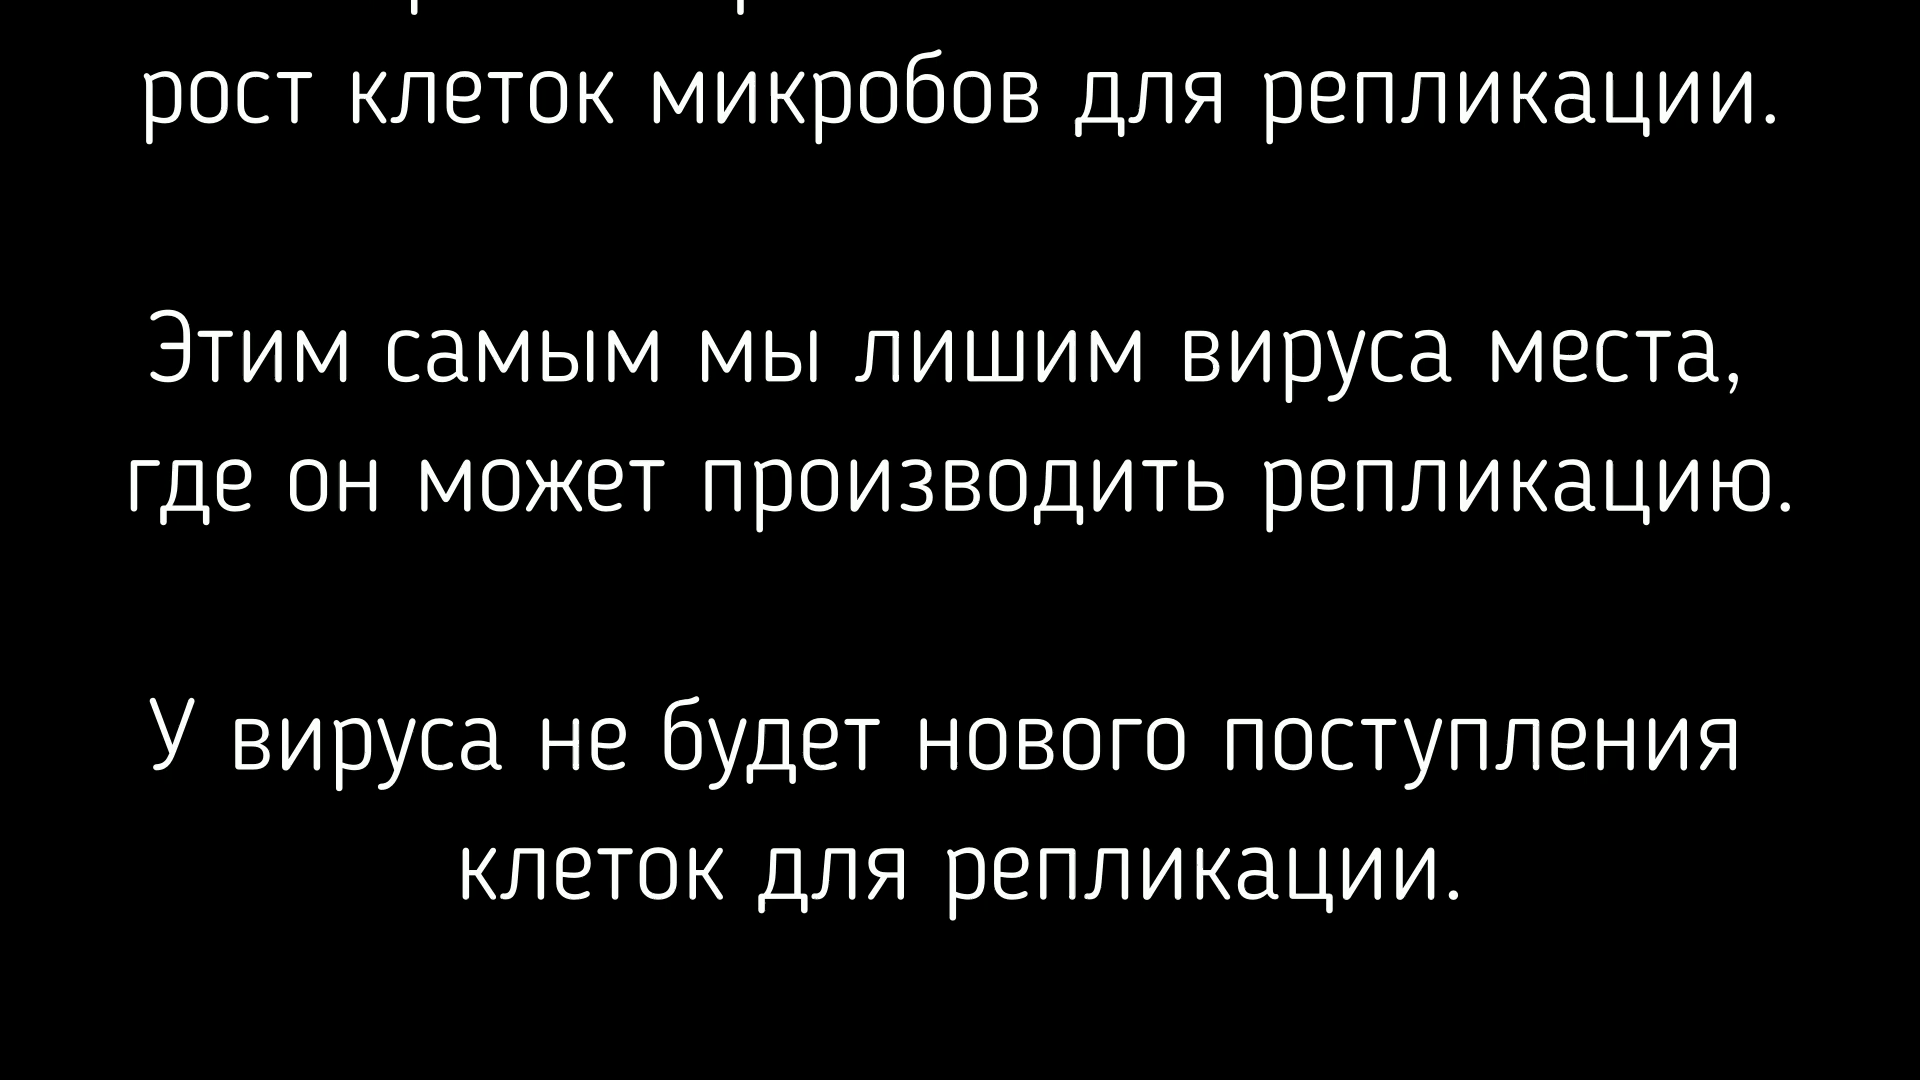 рост клеток микробов для репликации.
Этим самым мы лишим вируса места,
где он может производить репликацию.
У вируса не будет нового поступления
клеток для репликации.